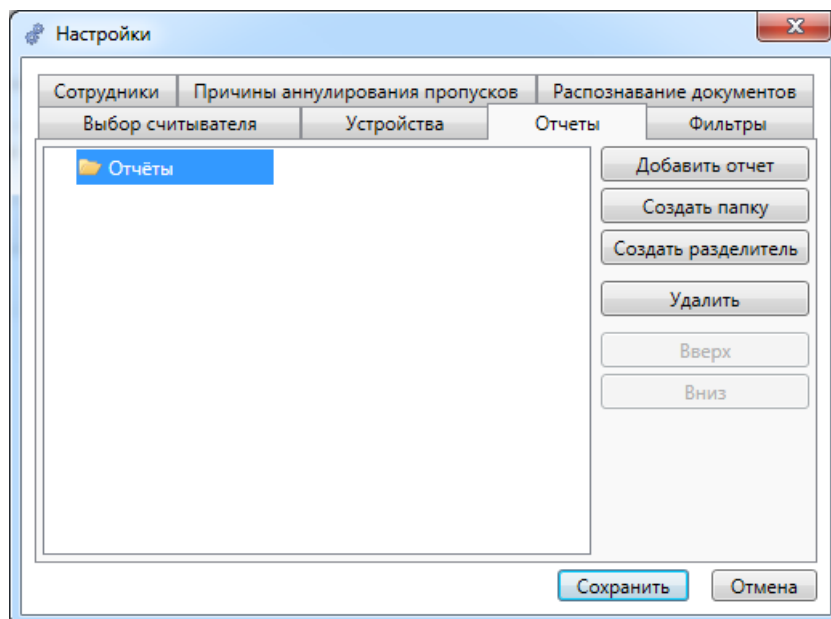 Настройки
Сотрудники Причины аннулирования пропусков Распознавание документов
Выбор считывателя Устройства Отчеты Фильтры
Отчёты
Добавить отчет
Создать папку
Создать разделитель
Удалить
Вверх
Вниз
Сохранить Отмена